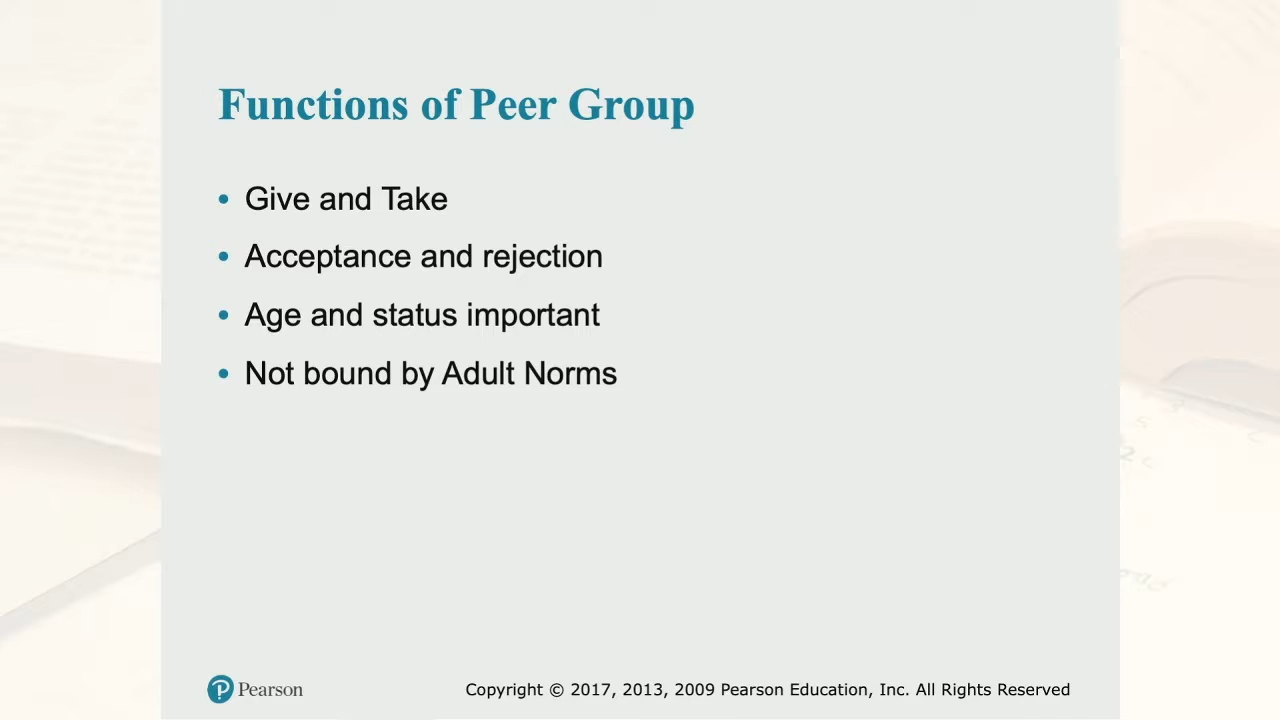 Functions of Peer Group
• Give and Take
• Acceptance and rejection
• Age and status important
• Not bound by Adult Norms
Pearson
Copyright © 2017, 2013, 2009 Pearson Education, Inc. All Rights Reserved